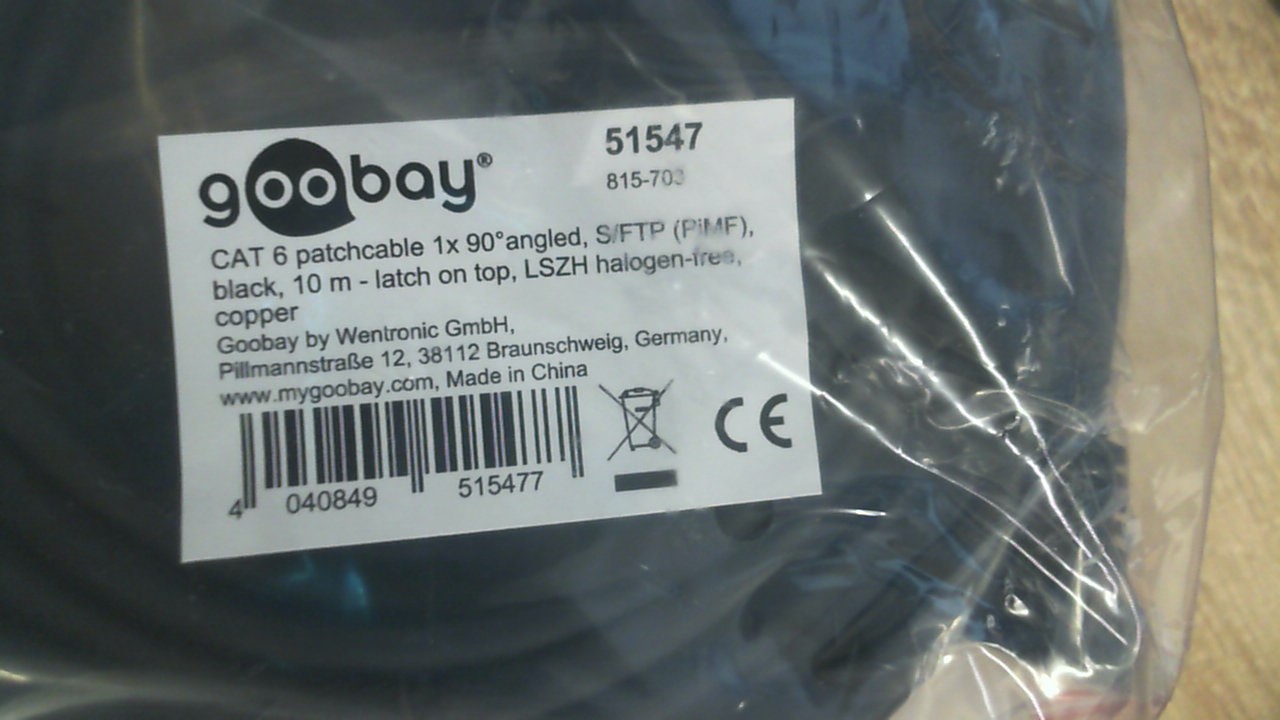 goobay®
51547
815-703
CAT 6 patchcable 1x 90°angled, S/FTP (PiMF),
black, 10 m - latch on top, LSZH halogen-free,
copper
Goobay by Wentronic GmbH,
Pillmannstraße 12, 38112 Braunschweig, Germany,
www.mygoobay.com, Made in China
CE
4 040849 515477